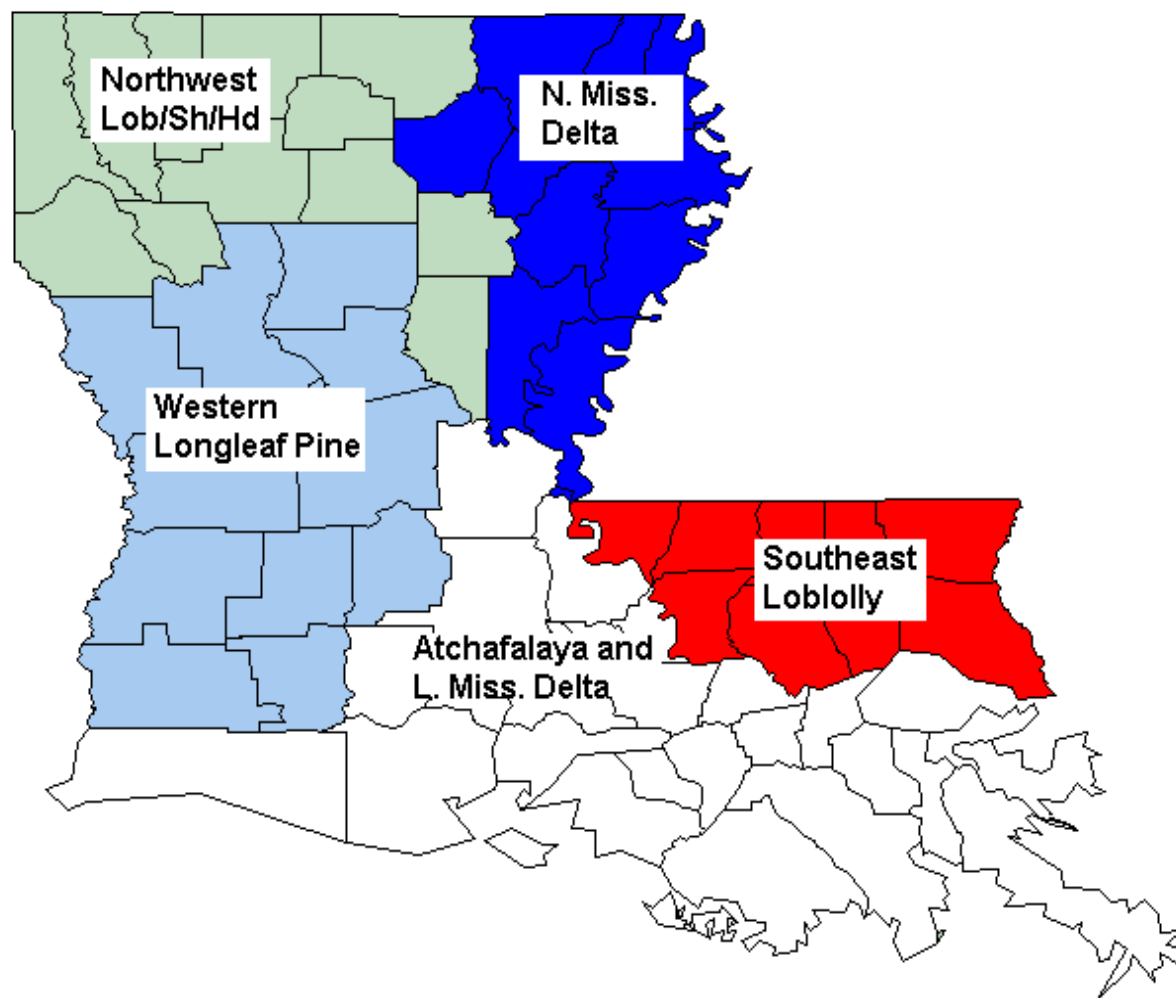 Northwest
Lob/Sh/Hd
N. Miss.
Delta
Western
Longleaf Pine
Southeast
Loblolly
Atchafalaya and
L. Miss. Delta